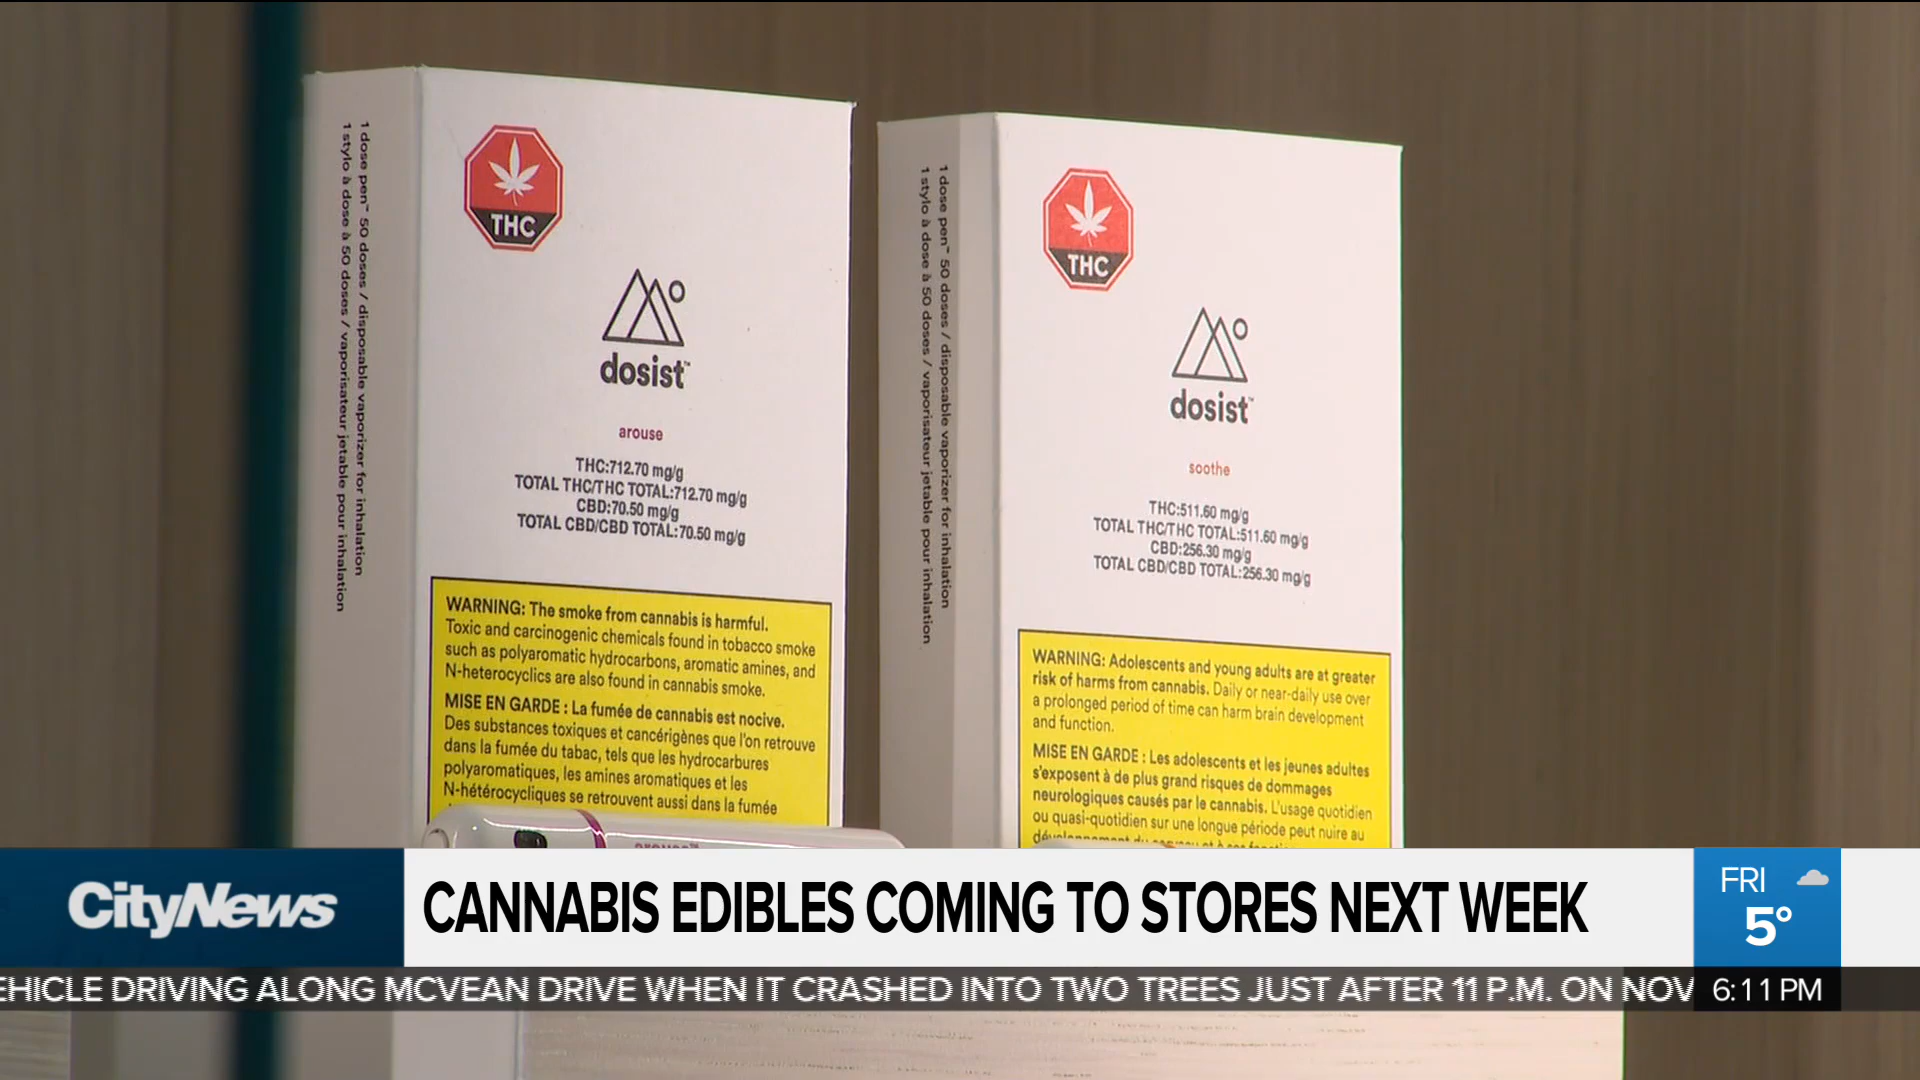 1 dose pen™ 50 doses / disposable vaporizer for inhalation
1 stylo à dose à 50 doses / vaporisateur jetable pour inhalation
THC
dosist™
arouse
THC:712.70 mg/g
TOTAL THC/THC TOTAL:712.70 mg/g
CBD:70.50 mg/g
TOTAL CBD/CBD TOTAL:70.50 mg/g
WARNING: The smoke from cannabis is harmful.
Toxic and carcinogenic chemicals found in tobacco smoke
such as polyaromatic hydrocarbons, aromatic amines, and
N-heterocyclics are also found in cannabis smoke.
MISE EN GARDE : La fumée de cannabis est nocive.
Des substances toxiques et cancérigènes que l'on retrouve
dans la fumée du tabac, tels que les hydrocarbures
polyaromatiques, les amines aromatiques et les
N-hétérocycliques se retrouvent aussi dans la fumée
arouse™
1 dose pen™ 50 doses / disposable vaporizer for inhalation
1 stylo à dose à 50 doses / vaporisateur jetable pour inhalation
THC
dosist™
soothe
THC:511.60 mg/g
TOTAL THC/THC TOTAL:511.60 mg/g
CBD:256.30 mg/g
TOTAL CBD/CBD TOTAL:256.30 mg/g
WARNING: Adolescents and young adults are at greater
risk of harms from cannabis. Daily or near-daily use over
a prolonged period of time can harm brain development
and function.
MISE EN GARDE : Les adolescents et les jeunes adultes
s'exposent à de plus grand risques de dommages
neurologiques causés par le cannabis. L'usage quotidien
ou quasi-quotidien sur une longue période peut nuire au
développement du cerveau et à ses
CityNews
CANNABIS EDIBLES COMING TO STORES NEXT WEEK
FRI
5°
EHICLE DRIVING ALONG MCVEAN DRIVE WHEN IT CRASHED INTO TWO TREES JUST AFTER 11 P.M. ON NOV
6:11 PM